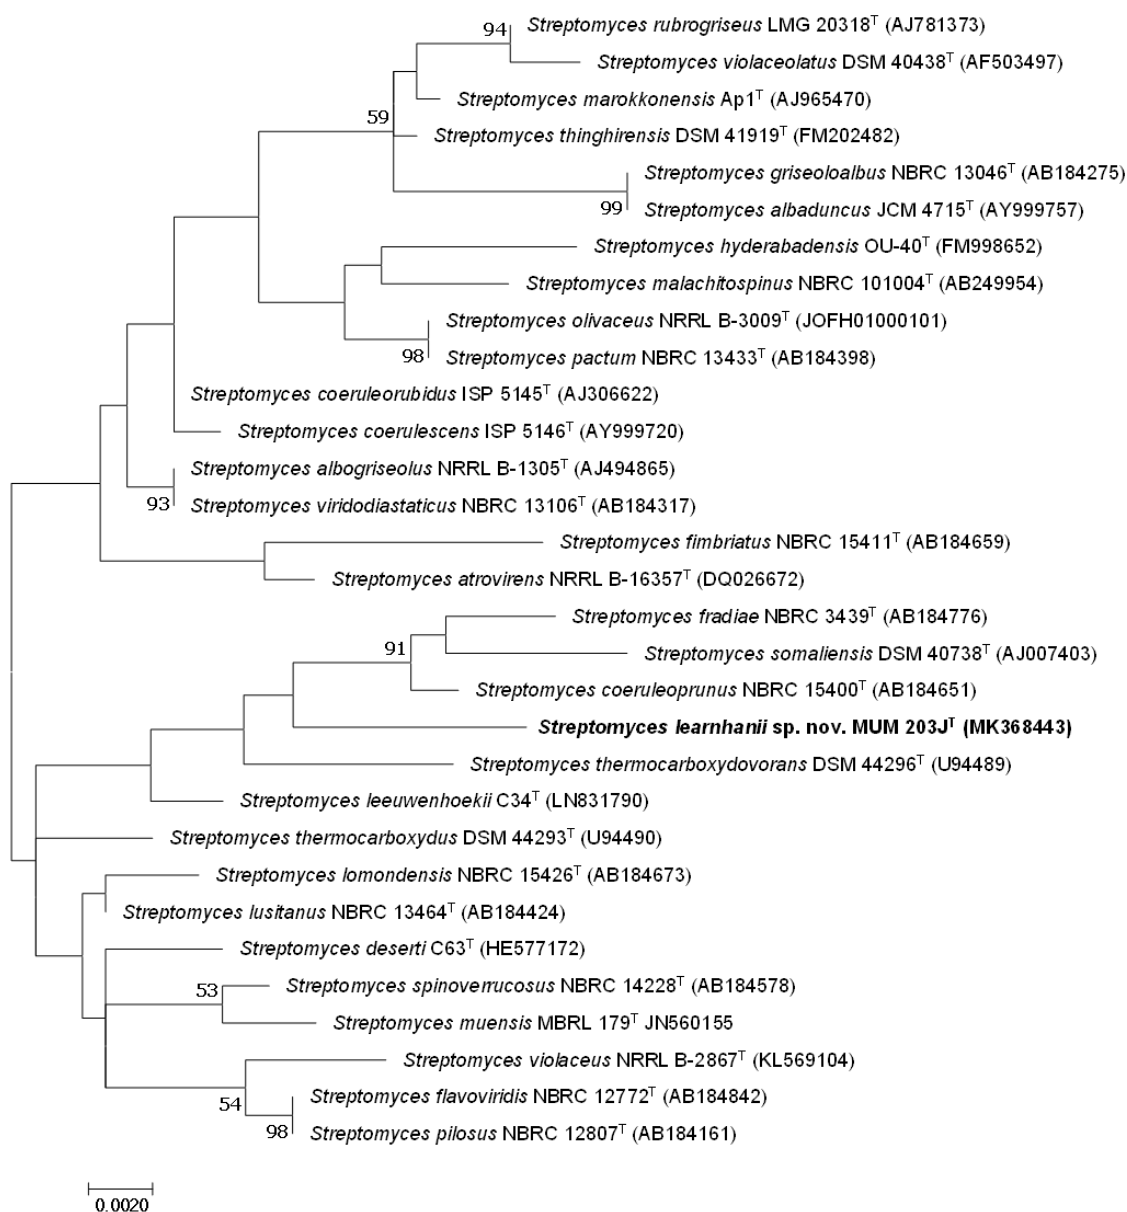 94
Streptomyces rubrogriseus LMG 20318T (AJ781373)
Streptomyces violaceolatus DSM 40438T (AF503497)
Streptomyces marokkonensis Ap1T (AJ965470)
59
Streptomyces thinghirensis DSM 41919T (FM202482)
Streptomyces griseoloalbus NBRC 13046T (AB184275)
99
Streptomyces albaduncus JCM 4715T (AY999757)
Streptomyces hyderabadensis OU-40T (FM998652)
Streptomyces malachitospinus NBRC 101004T (AB249954)
Streptomyces olivaceus NRRL B-3009T (JOFH01000101)
98
Streptomyces pactum NBRC 13433T (AB184398)
Streptomyces coeruleorubidus ISP 5145T (AJ306622)
Streptomyces coerulescens ISP 5146T (AY999720)
Streptomyces albogriseolus NRRL B-1305T (AJ494865)
93
Streptomyces viridodiastaticus NBRC 13106T (AB184317)
Streptomyces fimbriatus NBRC 15411T (AB184659)
Streptomyces atrovirens NRRL B-16357T (DQ026672)
Streptomyces fradiae NBRC 3439T (AB184776)
91
Streptomyces somaliensis DSM 40738T (AJ007403)
Streptomyces coeruleoprunus NBRC 15400T (AB184651)
Streptomyces learnhanii sp. nov. MUM 203JT (MK368443)
Streptomyces thermocarboxydovorans DSM 44296T (U94489)
Streptomyces leeuwenhoekii C34T (LN831790)
Streptomyces thermocarboxydus DSM 44293T (U94490)
Streptomyces lomondensis NBRC 15426T (AB184673)
Streptomyces lusitanus NBRC 13464T (AB184424)
Streptomyces deserti C63T (HE577172)
53
Streptomyces spinoverrucosus NBRC 14228T (AB184578)
Streptomyces muensis MBRL 179T JN560155
Streptomyces violaceus NRRL B-2867T (KL569104)
54
Streptomyces flavoviridis NBRC 12772T (AB184842)
98
Streptomyces pilosus NBRC 12807T (AB184161)
0.0020